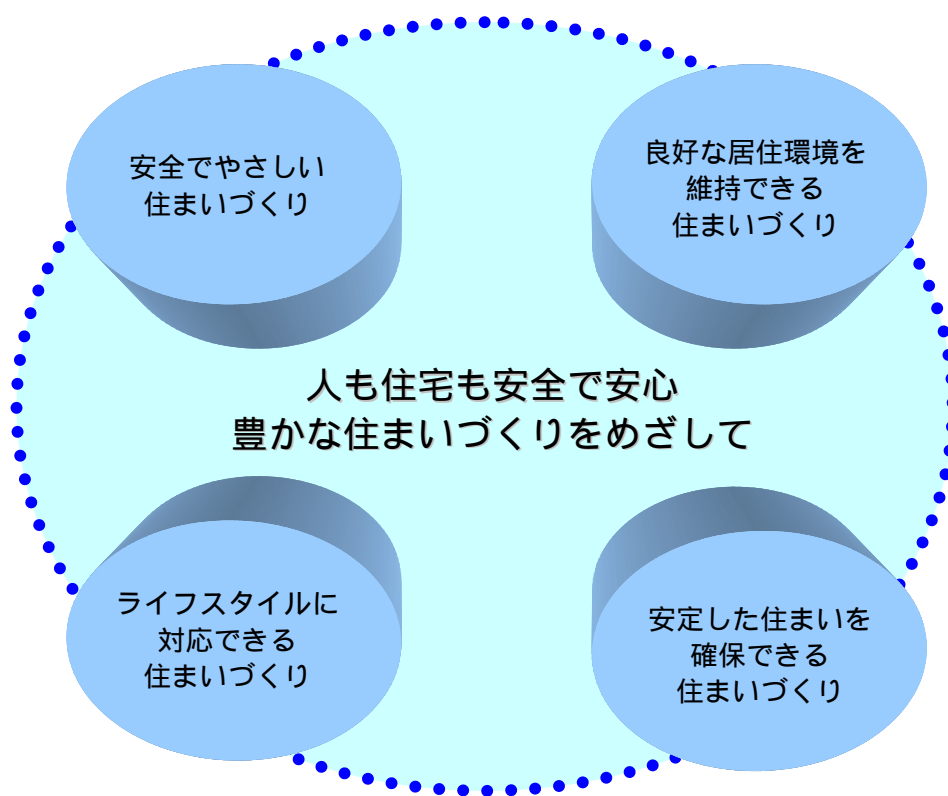 安全でやさしい
住まいづくり
良好な居住環境を
維持できる
住まいづくり
人も住宅も安全で安心
豊かな住まいづくりをめざして
ライフスタイルに
対応できる
住まいづくり
安定した住まいを
確保できる
住まいづくり